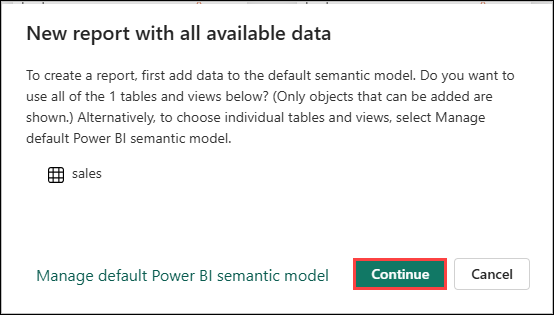 New report with all available data
To create a report, first add data to the default semantic model. Do you want to
use all of the 1 tables and views below? (Only objects that can be added are
shown.) Alternatively, to choose individual tables and views, select Manage
default Power BI semantic model.
sales
Manage default Power BI semantic model
Continue
Cancel